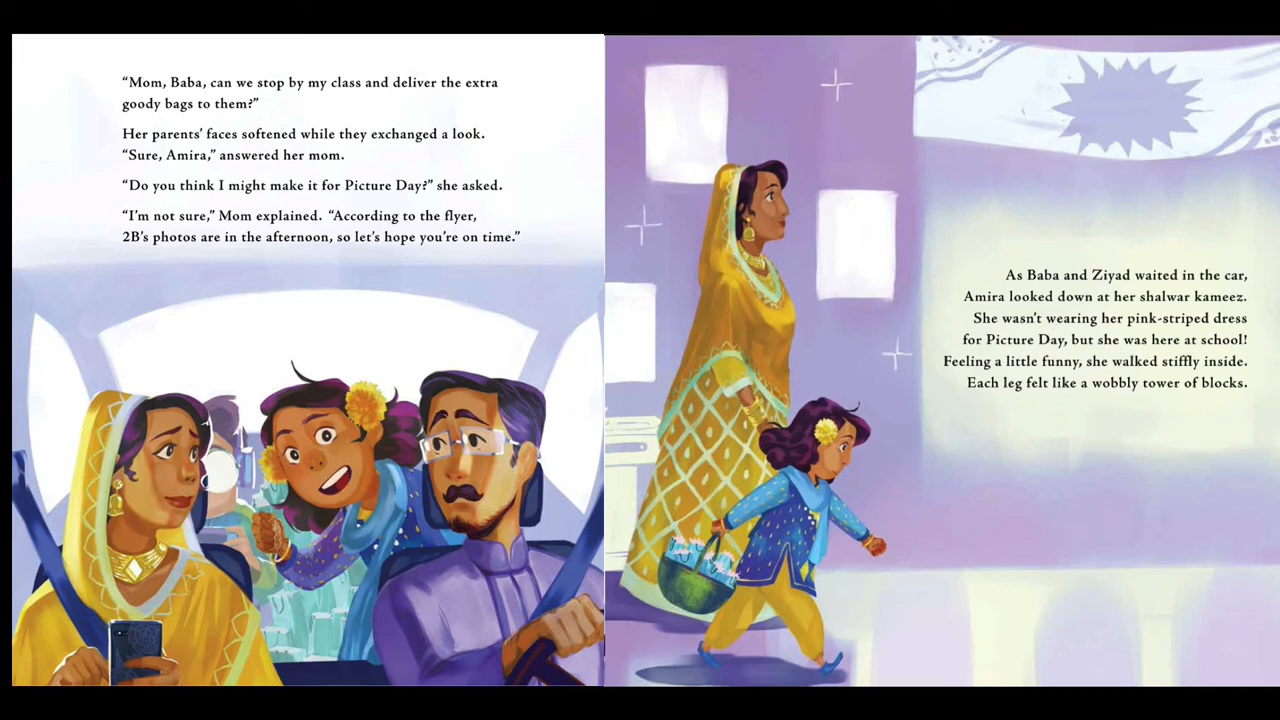 “Mom, Baba, can we stop by my class and deliver the extra
goody bags to them?”
Her parents’ faces softened while they exchanged a look.
“Sure, Amira,” answered her mom.
“Do you think I might make it for Picture Day?” she asked.
“I’m not sure,” Mom explained. “According to the flyer,
2B’s photos are in the afternoon, so let’s hope you’re on time.”
As Baba and Ziyad waited in the car,
Amira looked down at her shalwar kameez.
She wasn’t wearing her pink-striped dress
for Picture Day, but she was here at school!
Feeling a little funny, she walked stiffly inside.
Each leg felt like a wobbly tower of blocks.